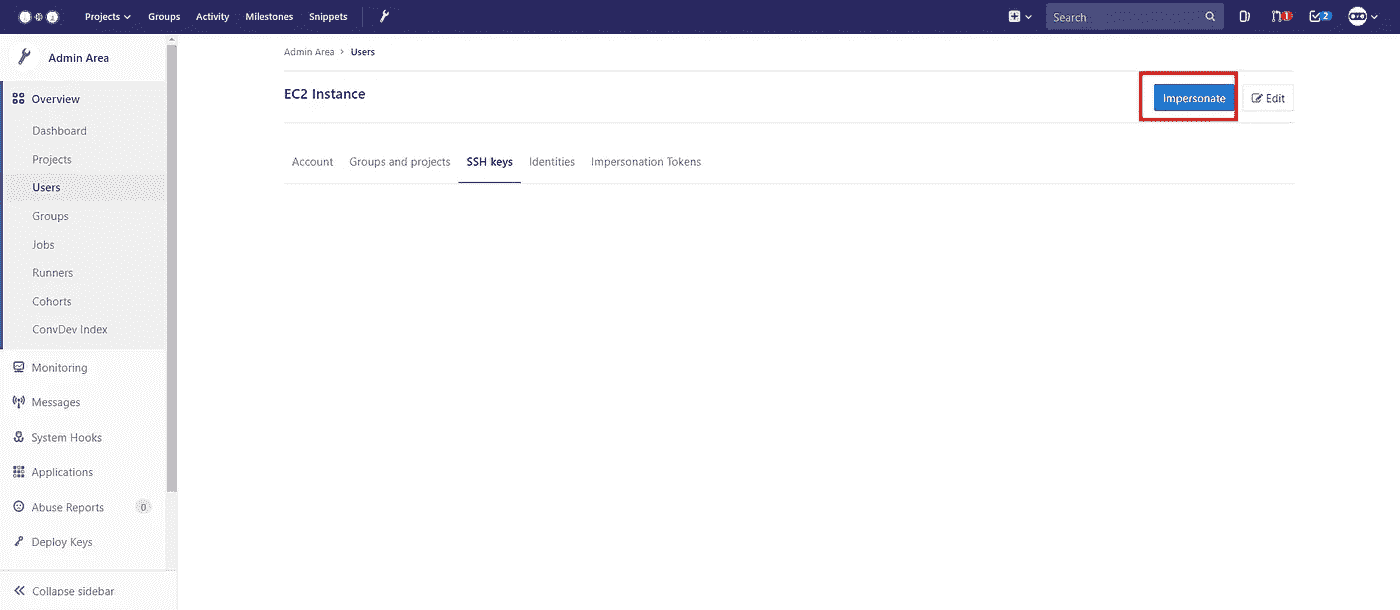 Projects Groups Activity Milestones Snippets Search 1 2
Admin Area
Admin Area > Users
Overview
EC2 Instance
Impersonate Edit
Dashboard
Projects
Account Groups and projects SSH keys Identities Impersonation Tokens
Users
Groups
Jobs
Runners
Cohorts
ConvDev Index
Monitoring
Messages
System Hooks
Applications
Abuse Reports 0
Deploy Keys
Collapse sidebar